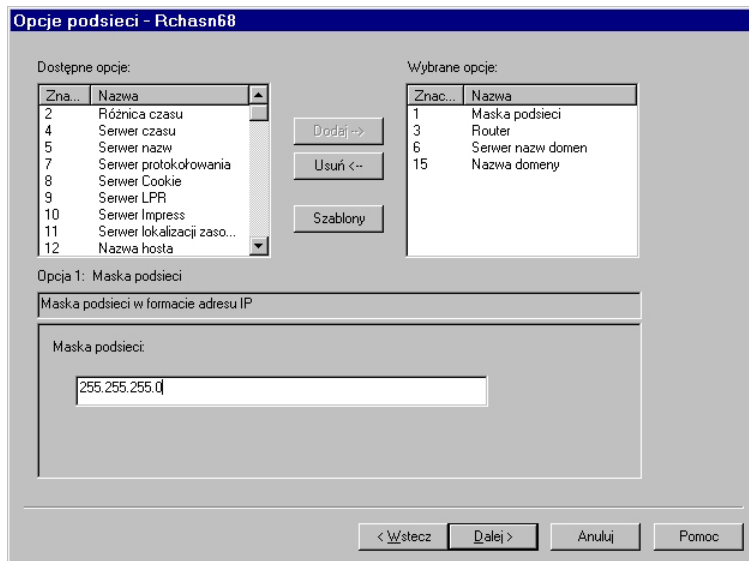 Opcje podsieci - Rchasn68
Dostępne opcje:
Zna... Nazwa
2 Różnica czasu
4 Serwer czasu
5 Serwer nazw
7 Serwer protokołowania
8 Serwer Cookie
9 Serwer LPR
10 Serwer Impress
11 Serwer lokalizacji zaso...
12 Nazwa hosta
Dodaj -->
Usuń <--
Szablony
Wybrane opcje:
Znac... Nazwa
1 Maska podsieci
3 Router
6 Serwer nazw domen
15 Nazwa domeny
Opcja 1: Maska podsieci
Maska podsieci w formacie adresu IP
Maska podsieci:
255.255.255.0
< Wstecz
Dalej >
Anuluj
Pomoc